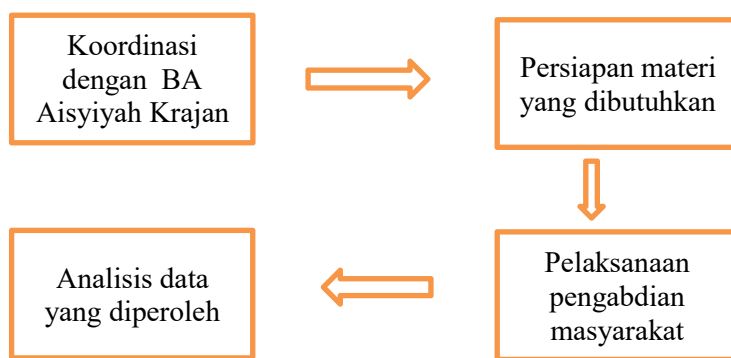 Koordinasi
dengan BA
Aisyiyah Krajan
Persiapan materi
yang dibutuhkan
Pelaksanaan
pengabdian
masyarakat
Analisis data
yang diperoleh